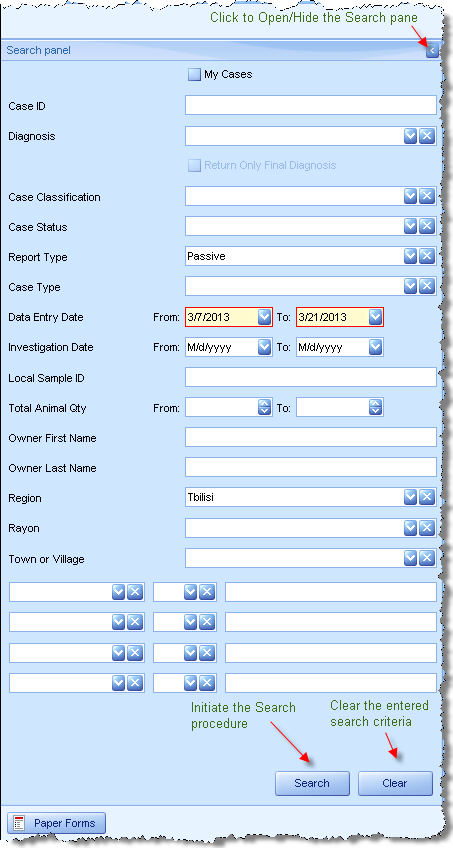 Click to Open/Hide the Search pane
Search panel
My Cases
Case ID
Diagnosis
Return Only Final Diagnosis
Case Classification
Case Status
Report Type Passive
Case Type
Data Entry Date From: 3/7/2013 To: 3/21/2013
Investigation Date From: M/d/yyyy To: M/d/yyyy
Local Sample ID
Total Animal Qty From: To:
Owner First Name
Owner Last Name
Region Tbilisi
Rayon
Town or Village
Initiate the Search
procedure
Clear the entered
search criteria
Search Clear
Paper Forms